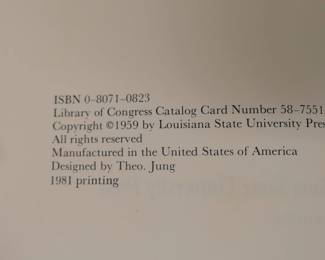 ISBN 0-8071-0823
Library of Congress Catalog Card Number 58-7551
Copyright ©1959 by Louisiana State University Pres
All rights reserved
Manufactured in the United States of America
Designed by Theo. Jung
1981 printing